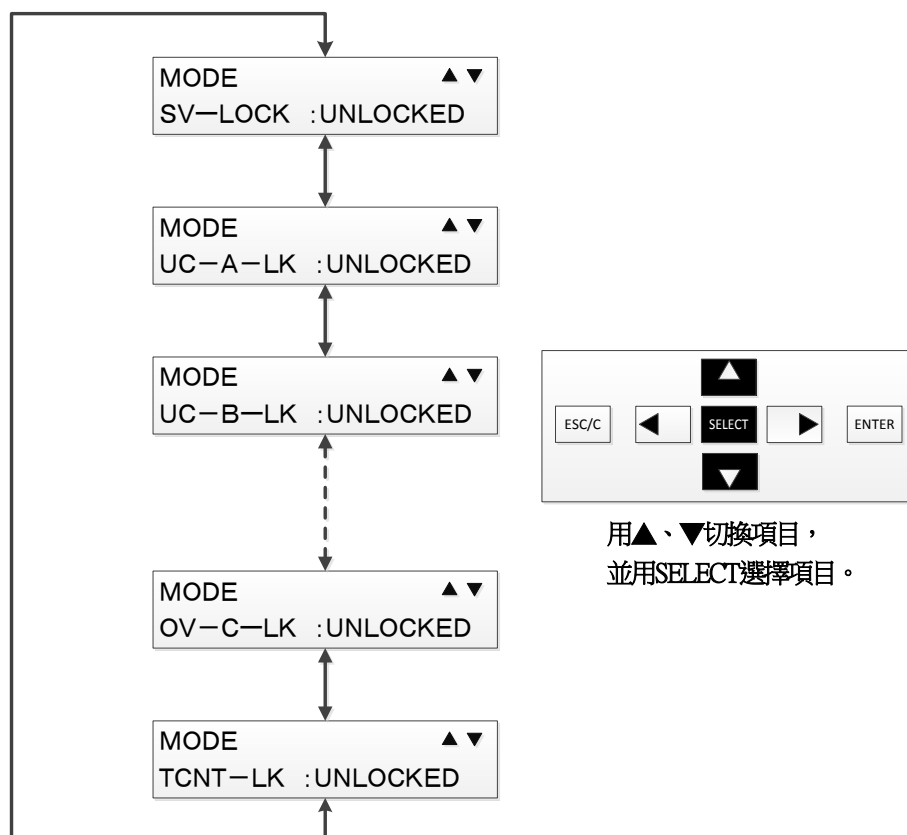 MODE ▲ ▼
SV－LOCK :UNLOCKED
MODE ▲ ▼
UC－A－LK :UNLOCKED
MODE ▲ ▼
UC－B－LK :UNLOCKED
ESC/C ◀ ▲ SELECT ▼ ▶ ENTER
用▲、▼切換項目，
並用SELECT選擇項目。
MODE ▲ ▼
OV－C－LK :UNLOCKED
MODE ▲ ▼
TCNT－LK :UNLOCKED